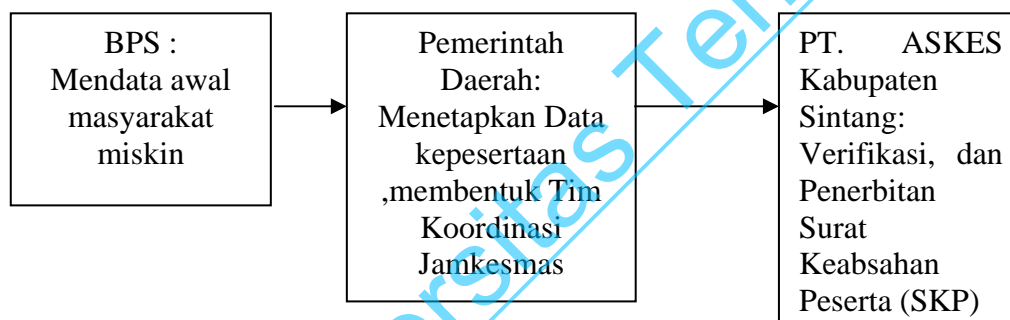 BPS :
Mendata awal
masyarakat
miskin
Pemerintah
Daerah:
Menetapkan Data
kepesertaan
,membentuk Tim
Koordinasi
Jamkesmas
PT. ASKES
Kabupaten
Sintang:
Verifikasi, dan
Penerbitan
Surat
Keabsahan
Peserta (SKP)